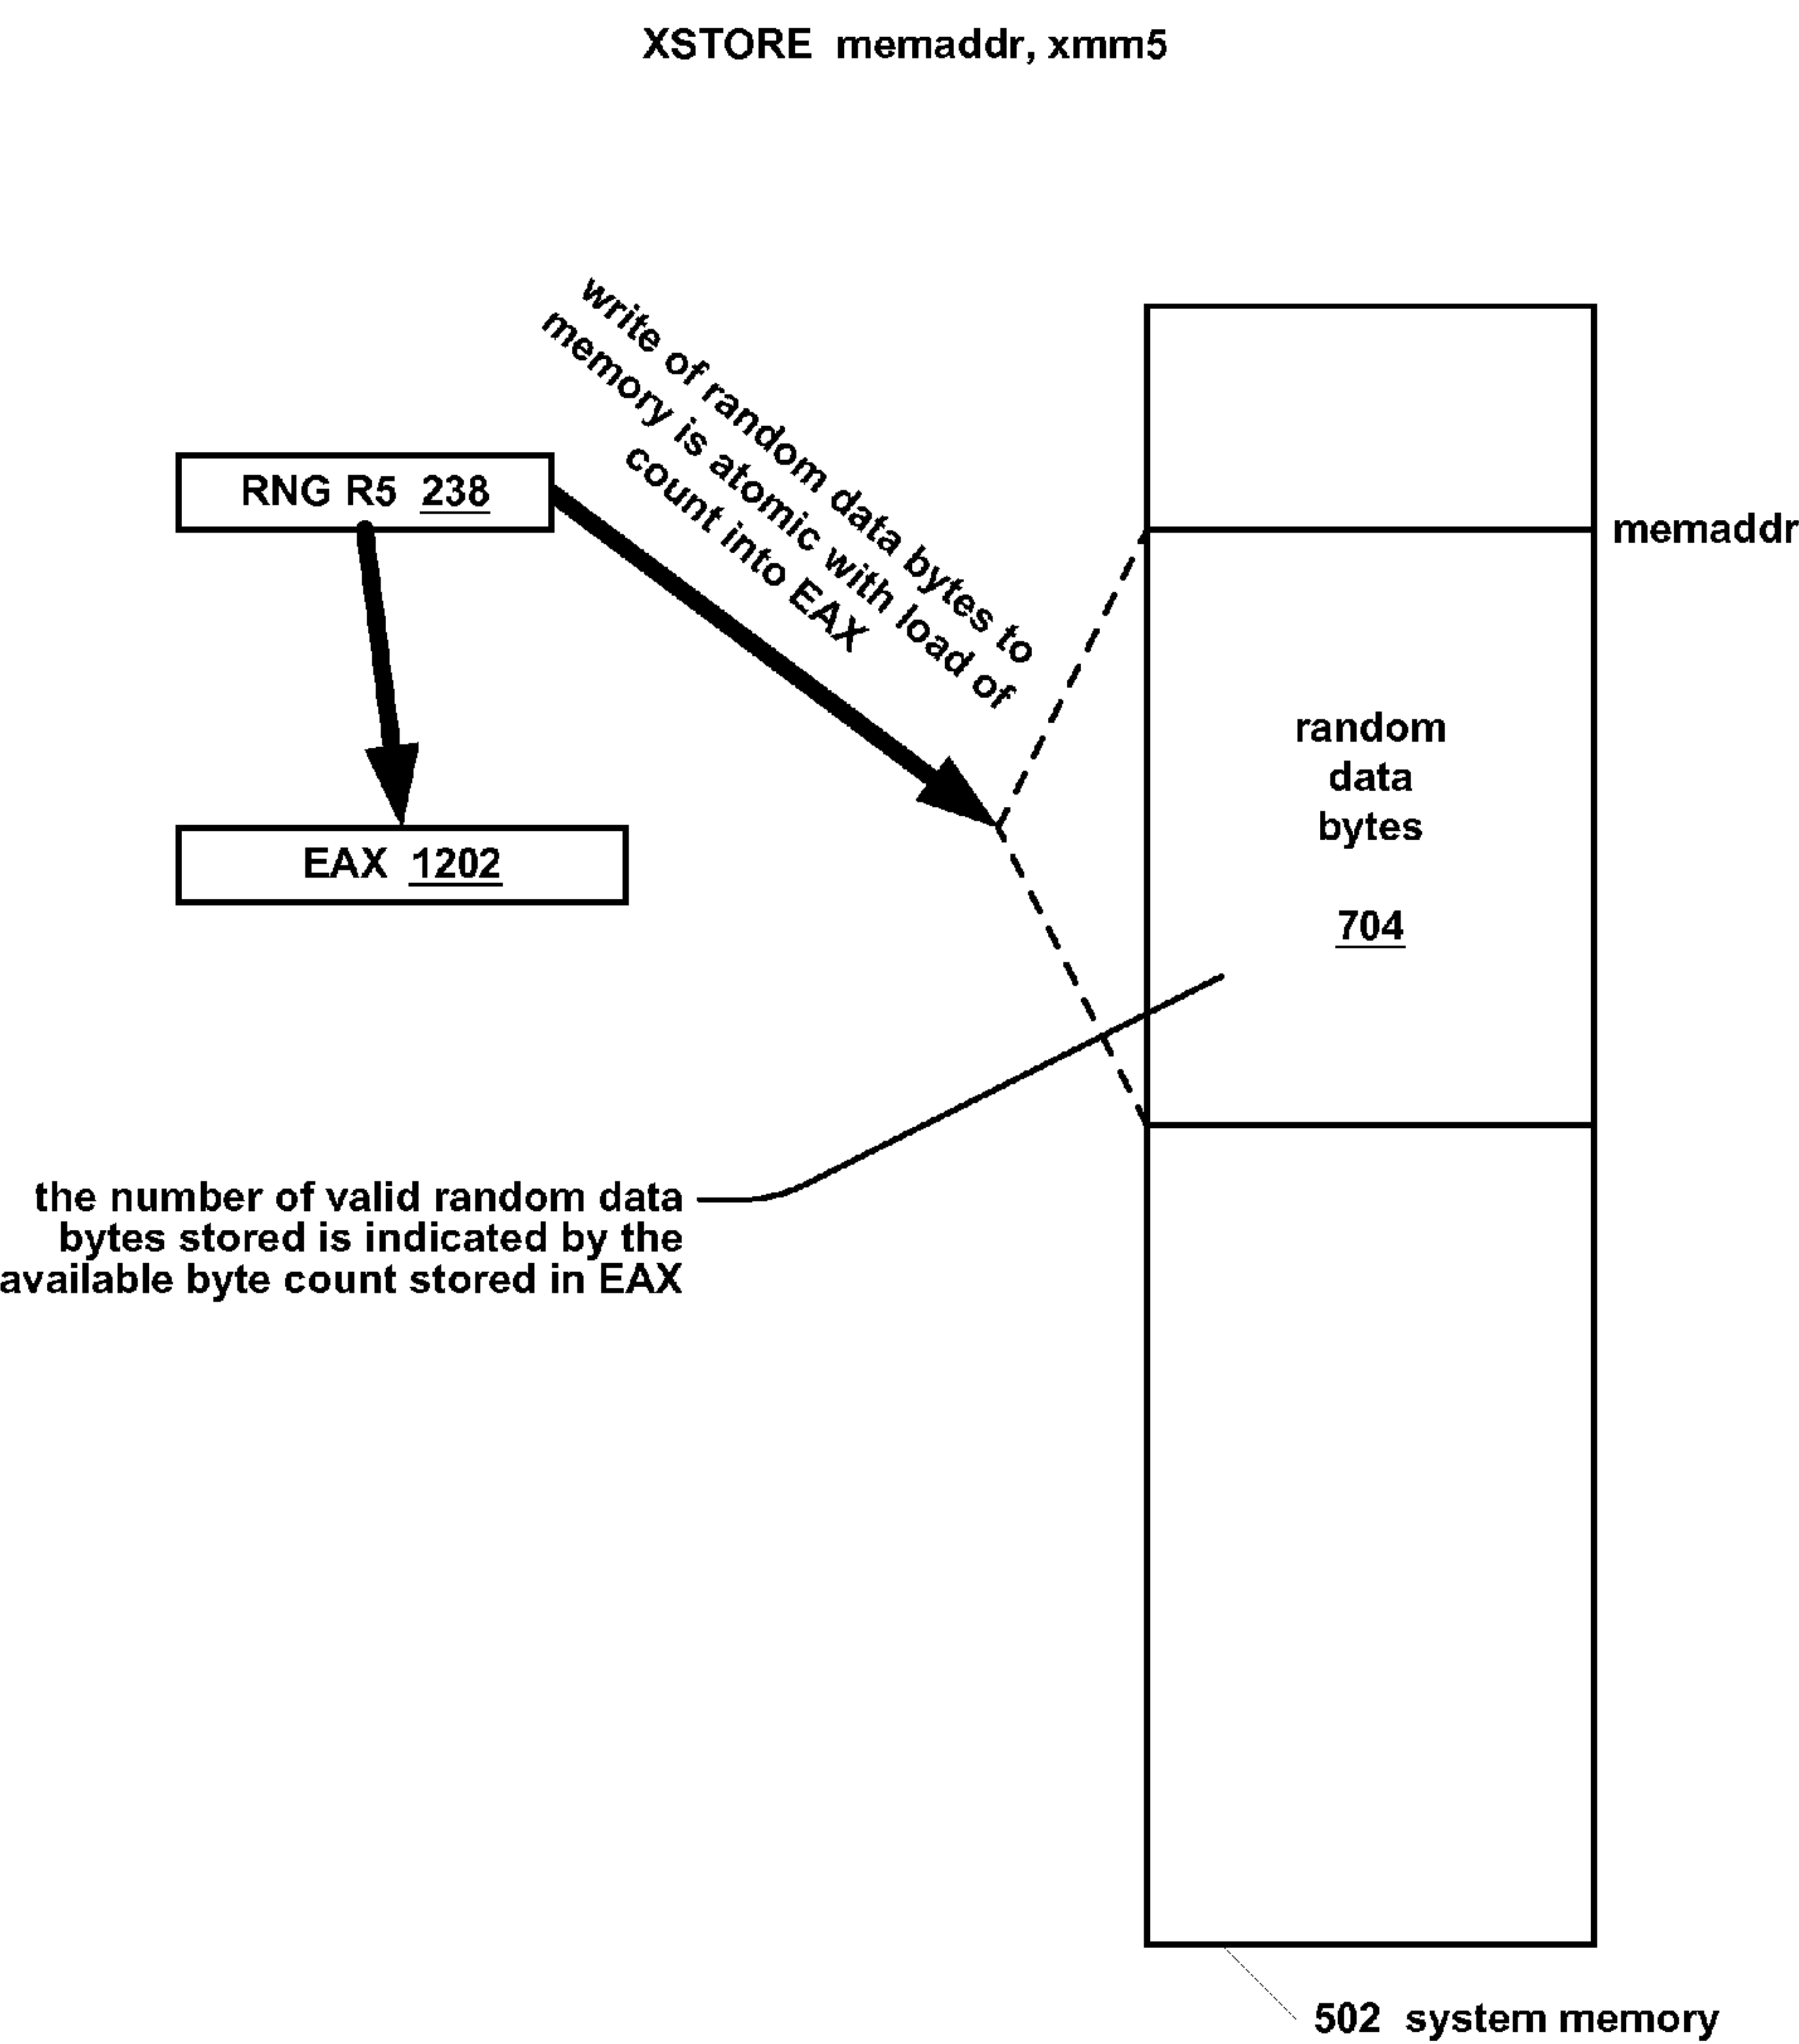 XSTORE memaddr, xmm5
write of random data bytes to
memory is atomic with load of
count into EAX
RNG R5 238
memaddr
random
data
bytes
EAX 1202
704
the number of valid random data
bytes stored is indicated by the
available byte count stored in EAX
502 system memory